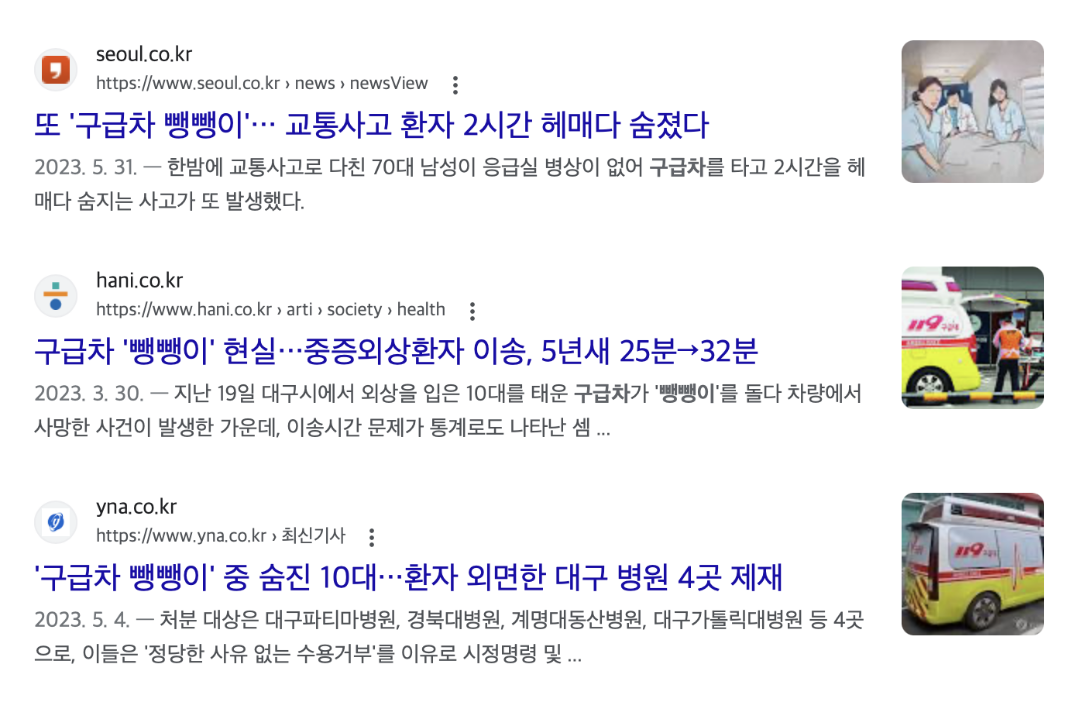 seoul.co.kr
https://www.seoul.co.kr › news › newsView
또 '구급차 뺑뺑이'… 교통사고 환자 2시간 헤매다 숨졌다
2023. 5. 31. — 한밤에 교통사고로 다친 70대 남성이 응급실 병상이 없어 구급차를 타고 2시간을 헤
매다 숨지는 사고가 또 발생했다.
hani.co.kr
https://www.hani.co.kr › arti › society › health
구급차 '뺑뺑이' 현실…중증외상환자 이송, 5년새 25분→32분
2023. 3. 30. — 지난 19일 대구시에서 외상을 입은 10대를 태운 구급차가 '뺑뺑이'를 돌다 차량에서
사망한 사건이 발생한 가운데, 이송시간 문제가 통계로도 나타난 셈 ...
119 구급대
yna.co.kr
https://www.yna.co.kr › 최신기사
'구급차 뺑뺑이' 중 숨진 10대…환자 외면한 대구 병원 4곳 제재
2023. 5. 4. — 처분 대상은 대구파티마병원, 경북대병원, 계명대동산병원, 대구가톨릭대병원 등 4곳
으로, 이들은 '정당한 사유 없는 수용거부'를 이유로 시정명령 및 ...
119